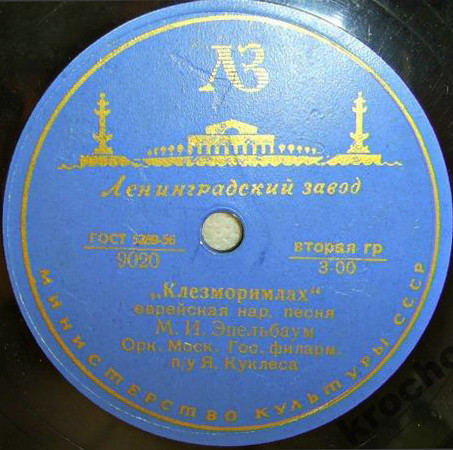 ЛЗ
Ленинградский завод
ГОСТ 5289-56
9020
вторая гр
3-00
„Клезморимлах“
еврейская нар. песня
М. И. Эпельбаум
Орк. Моск. Гос. филарм.
п/у Я. Куклеса
МИНИСТЕРСТВО КУЛЬТУРЫ СССР